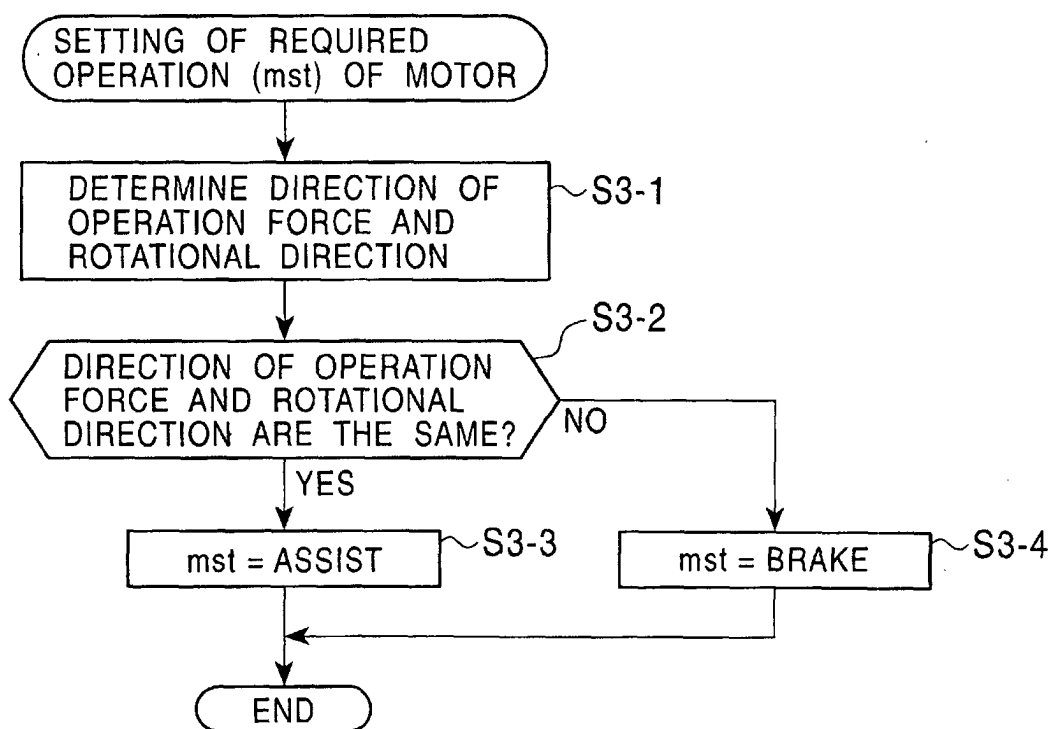 SETTING OF REQUIRED
OPERATION (mst) OF MOTOR
DETERMINE DIRECTION OF
OPERATION FORCE AND
ROTATIONAL DIRECTION
S3-1
S3-2
DIRECTION OF OPERATION
FORCE AND ROTATIONAL
DIRECTION ARE THE SAME?
NO
YES
mst = ASSIST
S3-3
mst = BRAKE
S3-4
END